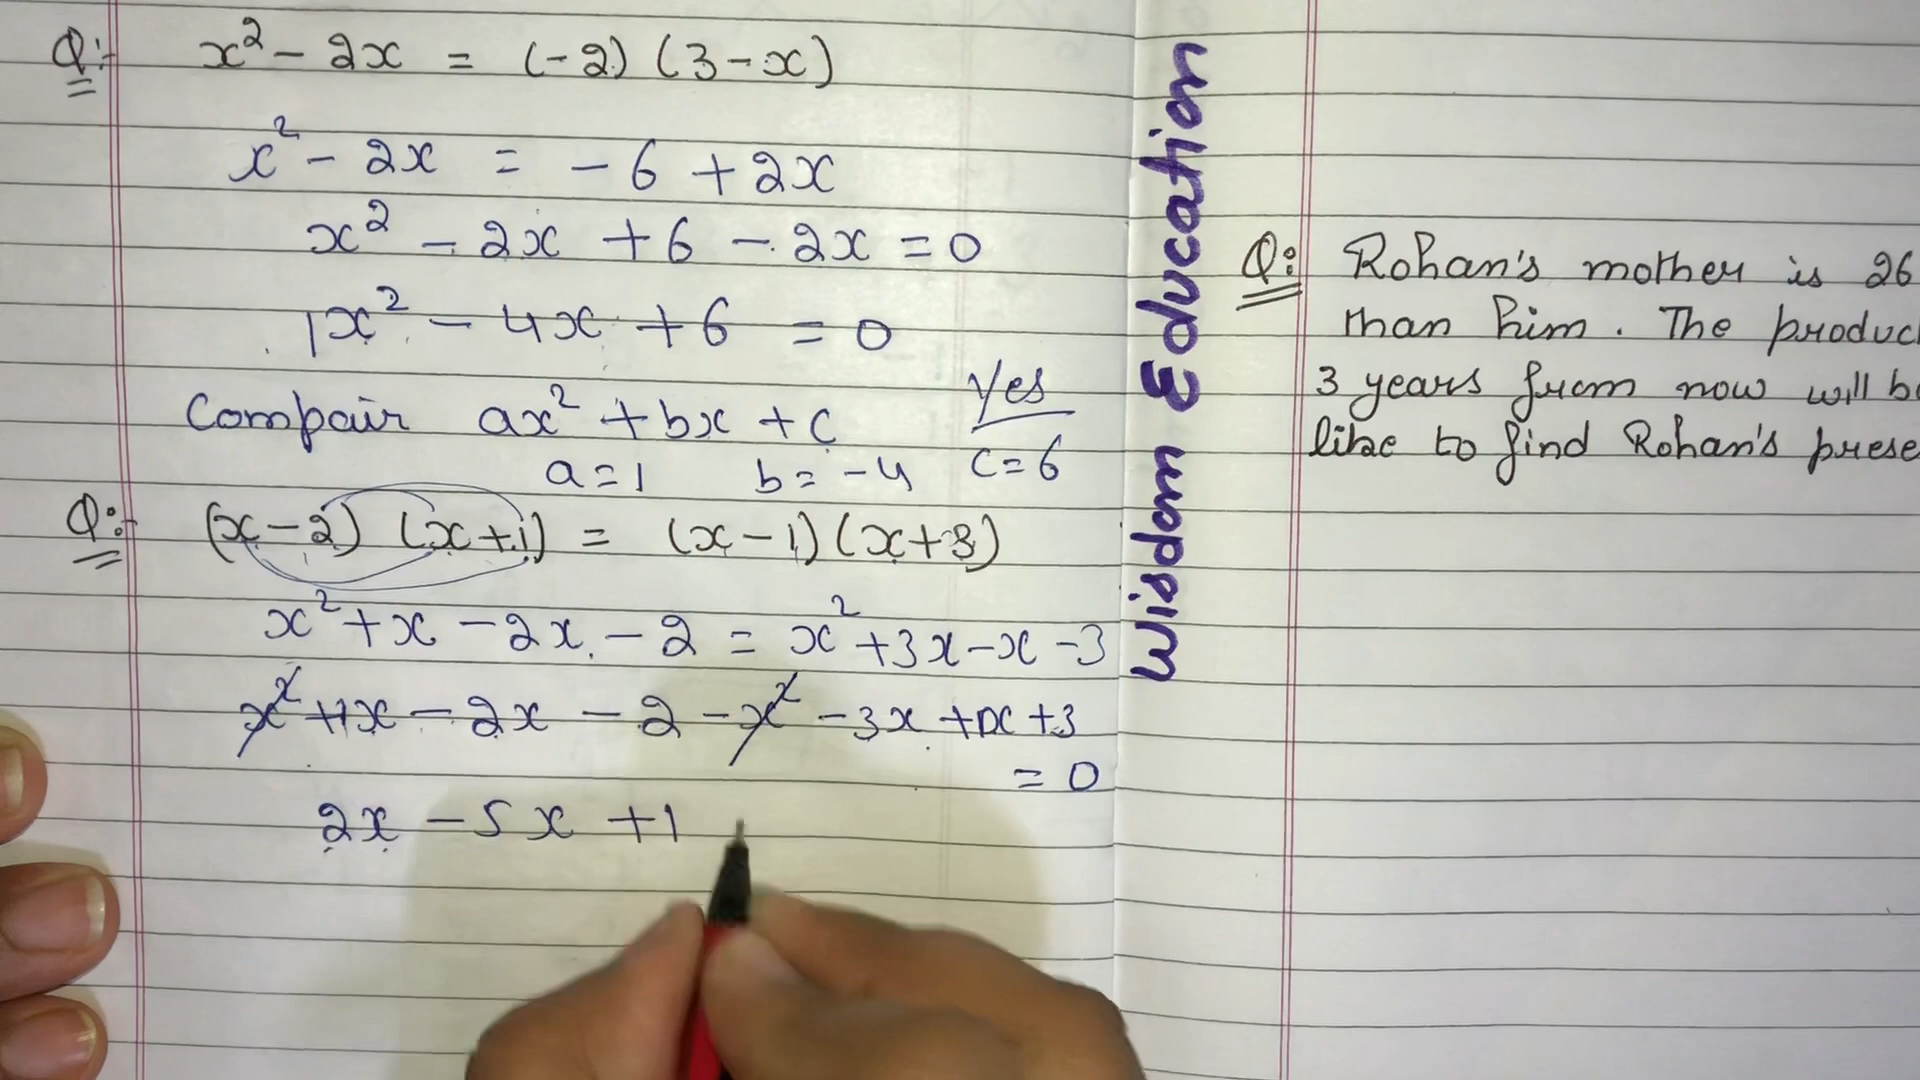 Q:- x² - 2x = (-2) (3-x)
x² - 2x = - 6 + 2x
x² - 2x + 6 - 2x = 0
1x² - 4x + 6 = 0
Compair ax² + bx + c Yes
a=1 b= -4 c=6
Q:- (x-2) (x+1) = (x-1) (x+3)
x² + x - 2x - 2 = x² + 3x - x - 3
x² + 1x - 2x - 2 - x² - 3x + 1x + 3
= 0
2x - 5x + 1
Wisdom Education
Q: Rohan's mother is 26
than him. The produc
3 years from now will b
like to find Rohan's prese